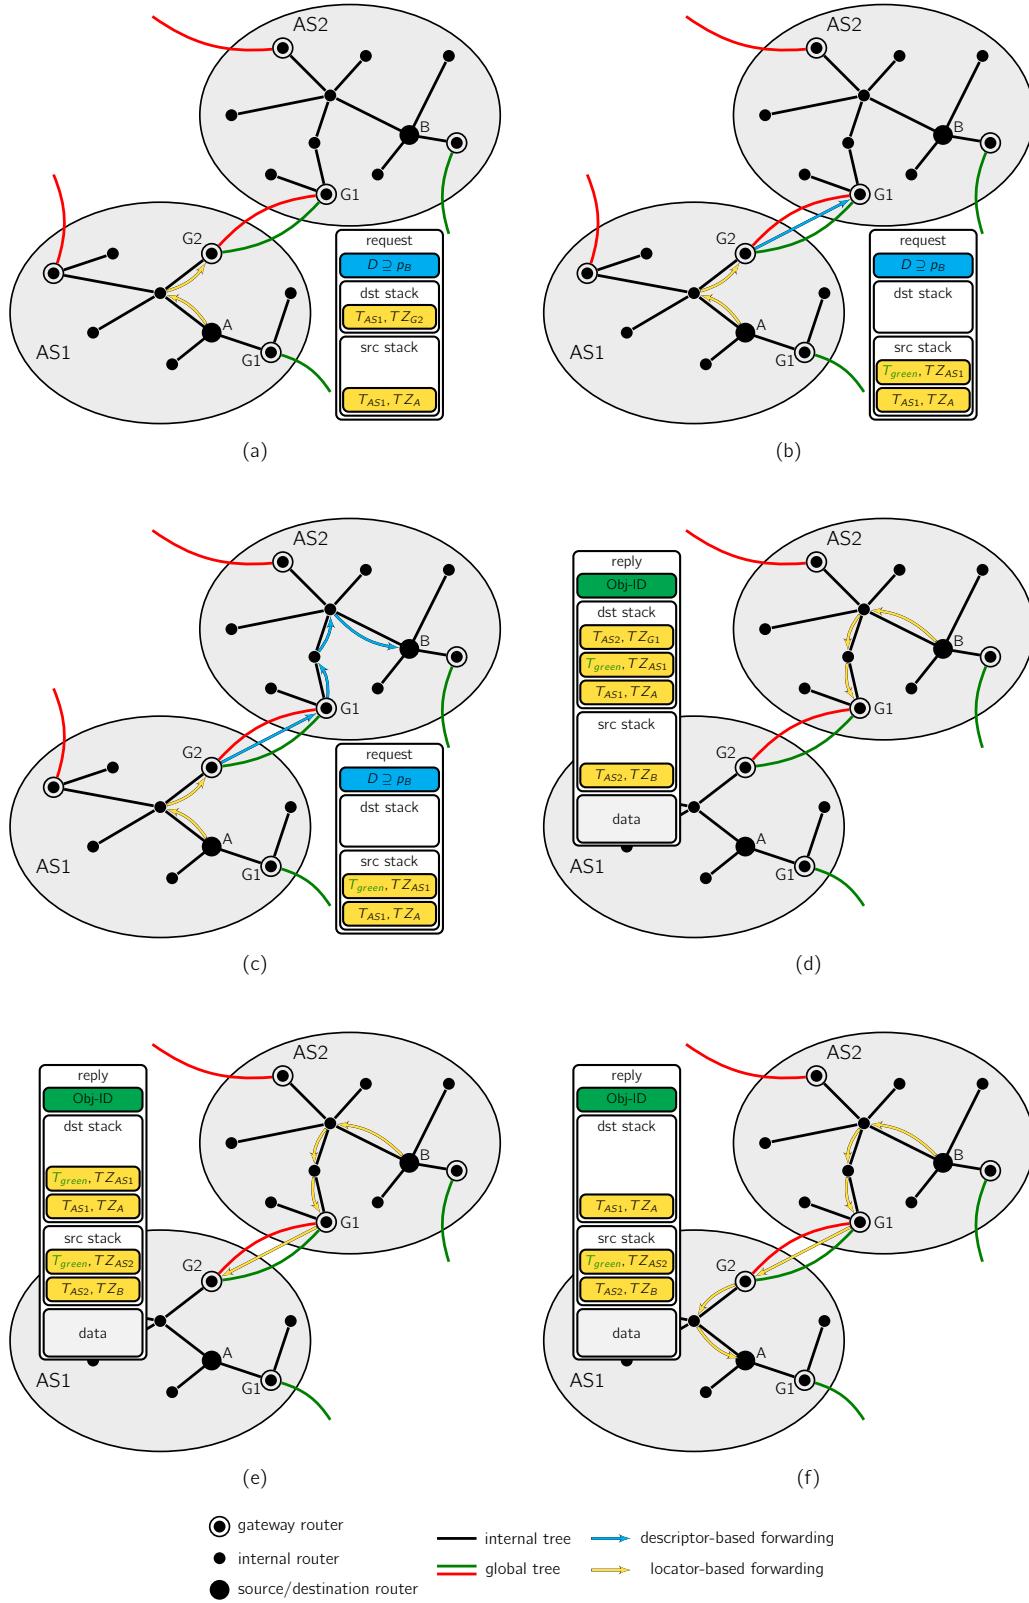 AS2
B
G1
G2
A
G1
AS1
request
D ⊇ p_B
dst stack
T_AS1, TZ_G2
src stack
T_AS1, TZ_A
(a)
AS2
B
G1
G2
A
G1
AS1
request
D ⊇ p_B
dst stack
src stack
T_green, TZ_AS1
T_AS1, TZ_A
(b)
AS2
B
G1
G2
A
G1
AS1
request
D ⊇ p_B
dst stack
src stack
T_green, TZ_AS1
T_AS1, TZ_A
(c)
reply
Obj-ID
dst stack
T_AS2, TZ_G1
T_green, TZ_AS1
T_AS1, TZ_A
src stack
T_AS2, TZ_B
data
AS2
B
G1
G2
A
G1
AS1
(d)
reply
Obj-ID
dst stack
T_green, TZ_AS1
T_AS1, TZ_A
src stack
T_green, TZ_AS2
T_AS2, TZ_B
data
AS2
B
G1
G2
A
G1
AS1
(e)
reply
Obj-ID
dst stack
T_AS1, TZ_A
src stack
T_green, TZ_AS2
T_AS2, TZ_B
data
AS2
B
G1
G2
A
G1
AS1
(f)
gateway router
internal router
source/destination router
internal tree
global tree
descriptor-based forwarding
locator-based forwarding